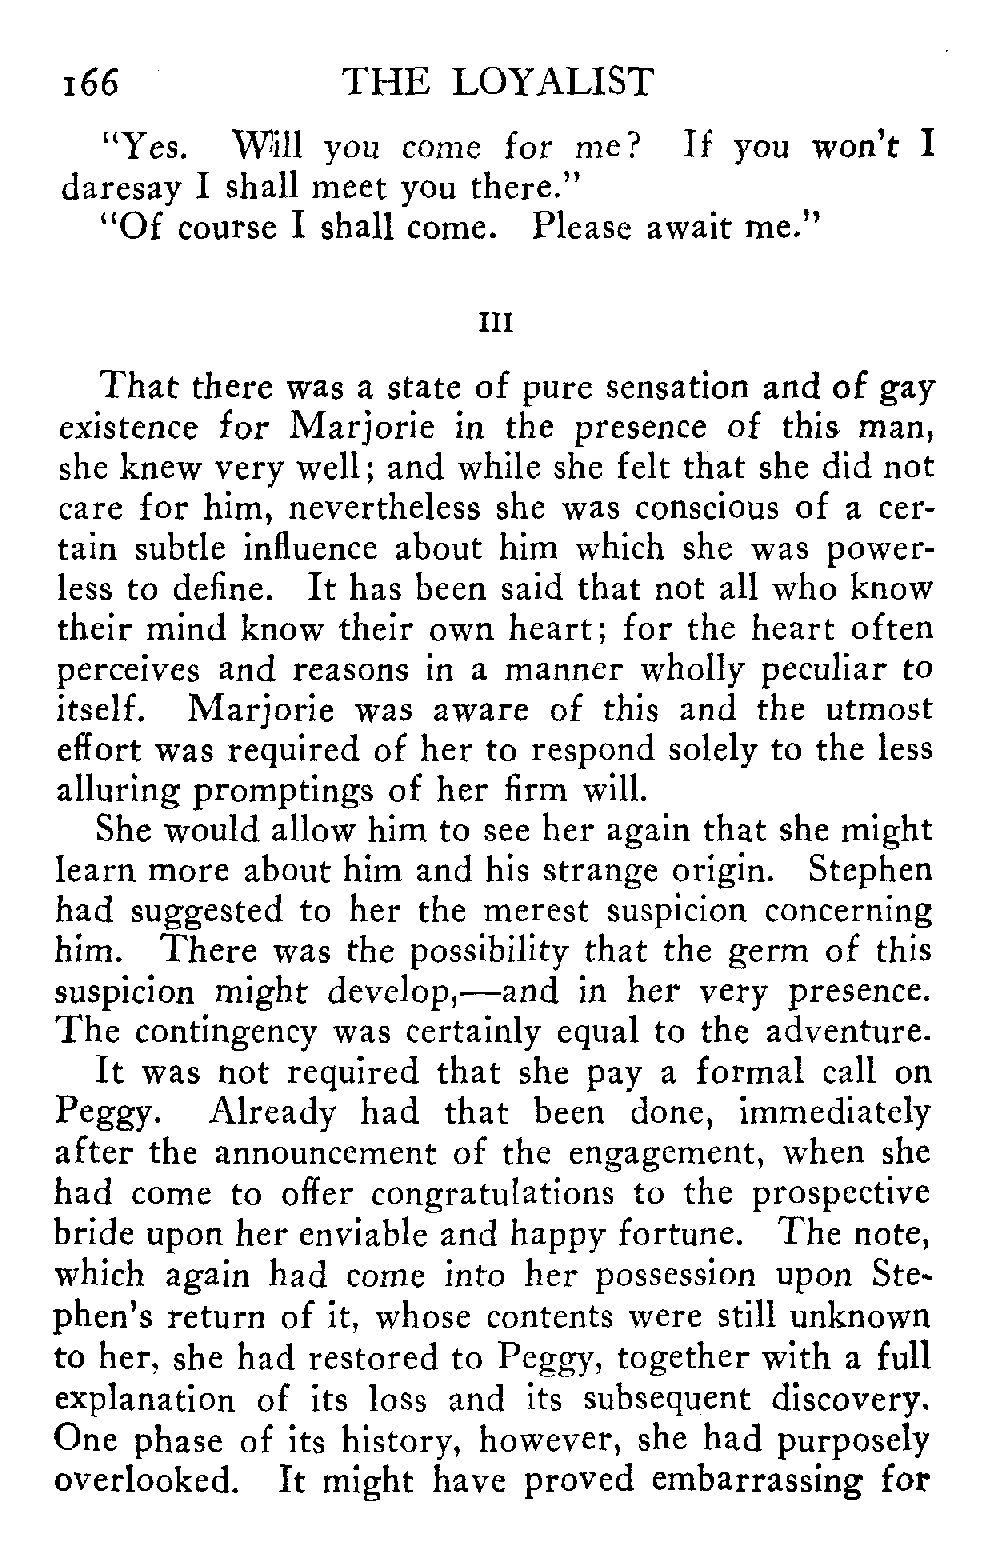 166 THE LOYALIST
"Yes. Will you come for me? If you won't I
daresay I shall meet you there."
"Of course I shall come. Please await me."
III
That there was a state of pure sensation and of gay
existence for Marjorie in the presence of this man,
she knew very well; and while she felt that she did not
care for him, nevertheless she was conscious of a cer-
tain subtle influence about him which she was power-
less to define. It has been said that not all who know
their mind know their own heart; for the heart often
perceives and reasons in a manner wholly peculiar to
itself. Marjorie was aware of this and the utmost
effort was required of her to respond solely to the less
alluring promptings of her firm will.
She would allow him to see her again that she might
learn more about him and his strange origin. Stephen
had suggested to her the merest suspicion concerning
him. There was the possibility that the germ of this
suspicion might develop,—and in her very presence.
The contingency was certainly equal to the adventure.
It was not required that she pay a formal call on
Peggy. Already had that been done, immediately
after the announcement of the engagement, when she
had come to offer congratulations to the prospective
bride upon her enviable and happy fortune. The note,
which again had come into her possession upon Ste-
phen's return of it, whose contents were still unknown
to her, she had restored to Peggy, together with a full
explanation of its loss and its subsequent discovery.
One phase of its history, however, she had purposely
overlooked. It might have proved embarrassing for